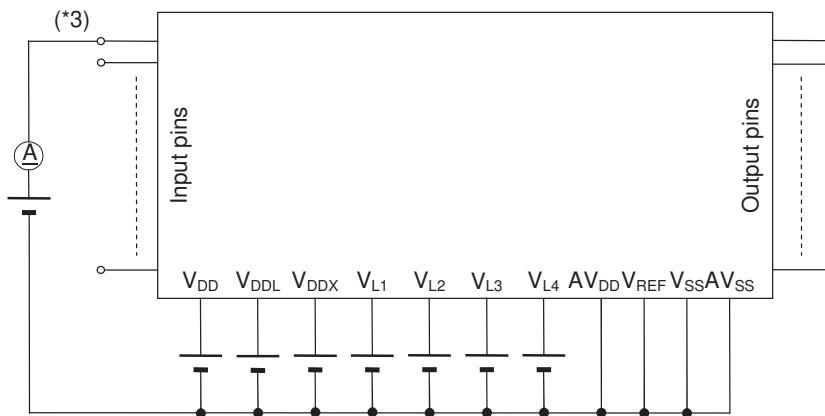 (*3)
A
Input pins
Output pins
VDD VDDL VDDX VL1 VL2 VL3 VL4 AVDD VREF VSS AVSS